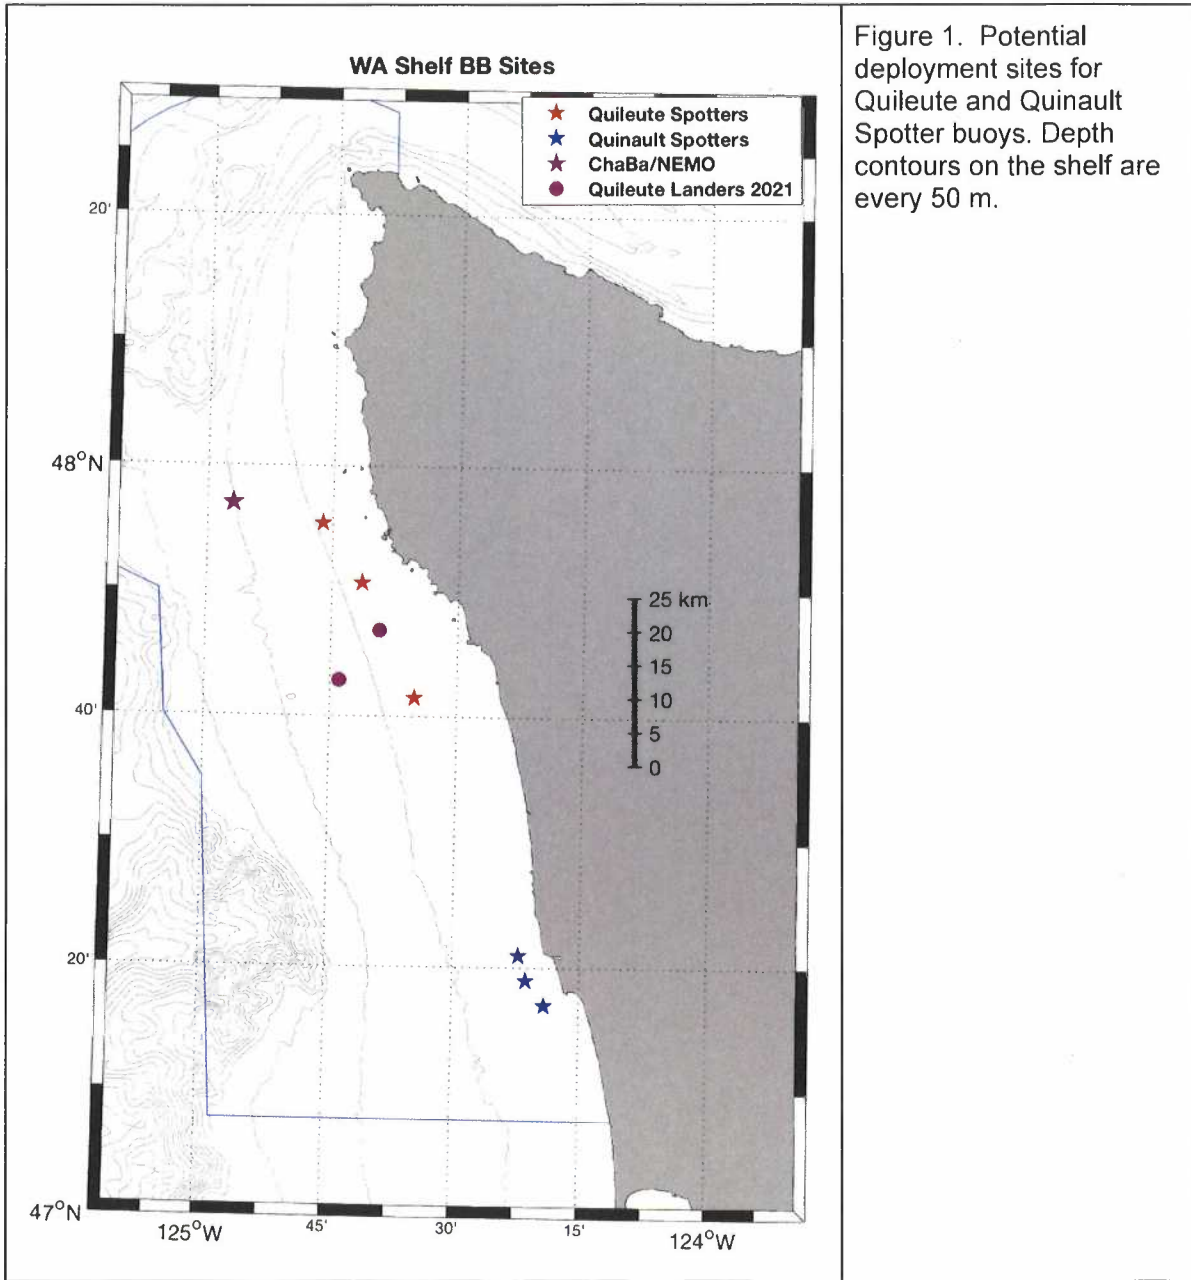 WA Shelf BB Sites
Quileute Spotters
Quinault Spotters
ChaBa/NEMO
Quileute Landers 2021
20'
48°N
40'
20'
47°N
125°W
45'
30'
15'
124°W
25 km
20
15
10
5
0
Figure 1. Potential
deployment sites for
Quileute and Quinault
Spotter buoys. Depth
contours on the shelf are
every 50 m.